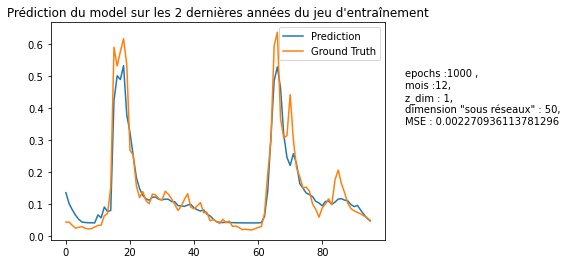 Prédiction du model sur les 2 dernières années du jeu d'entraînement
Prediction
Ground Truth
0.6
0.5
0.4
0.3
0.2
0.1
0.0
0
20
40
60
80
epochs :1000 ,
mois :12,
z_dim : 1,
dimension "sous réseaux" : 50,
MSE : 0.002270936113781296